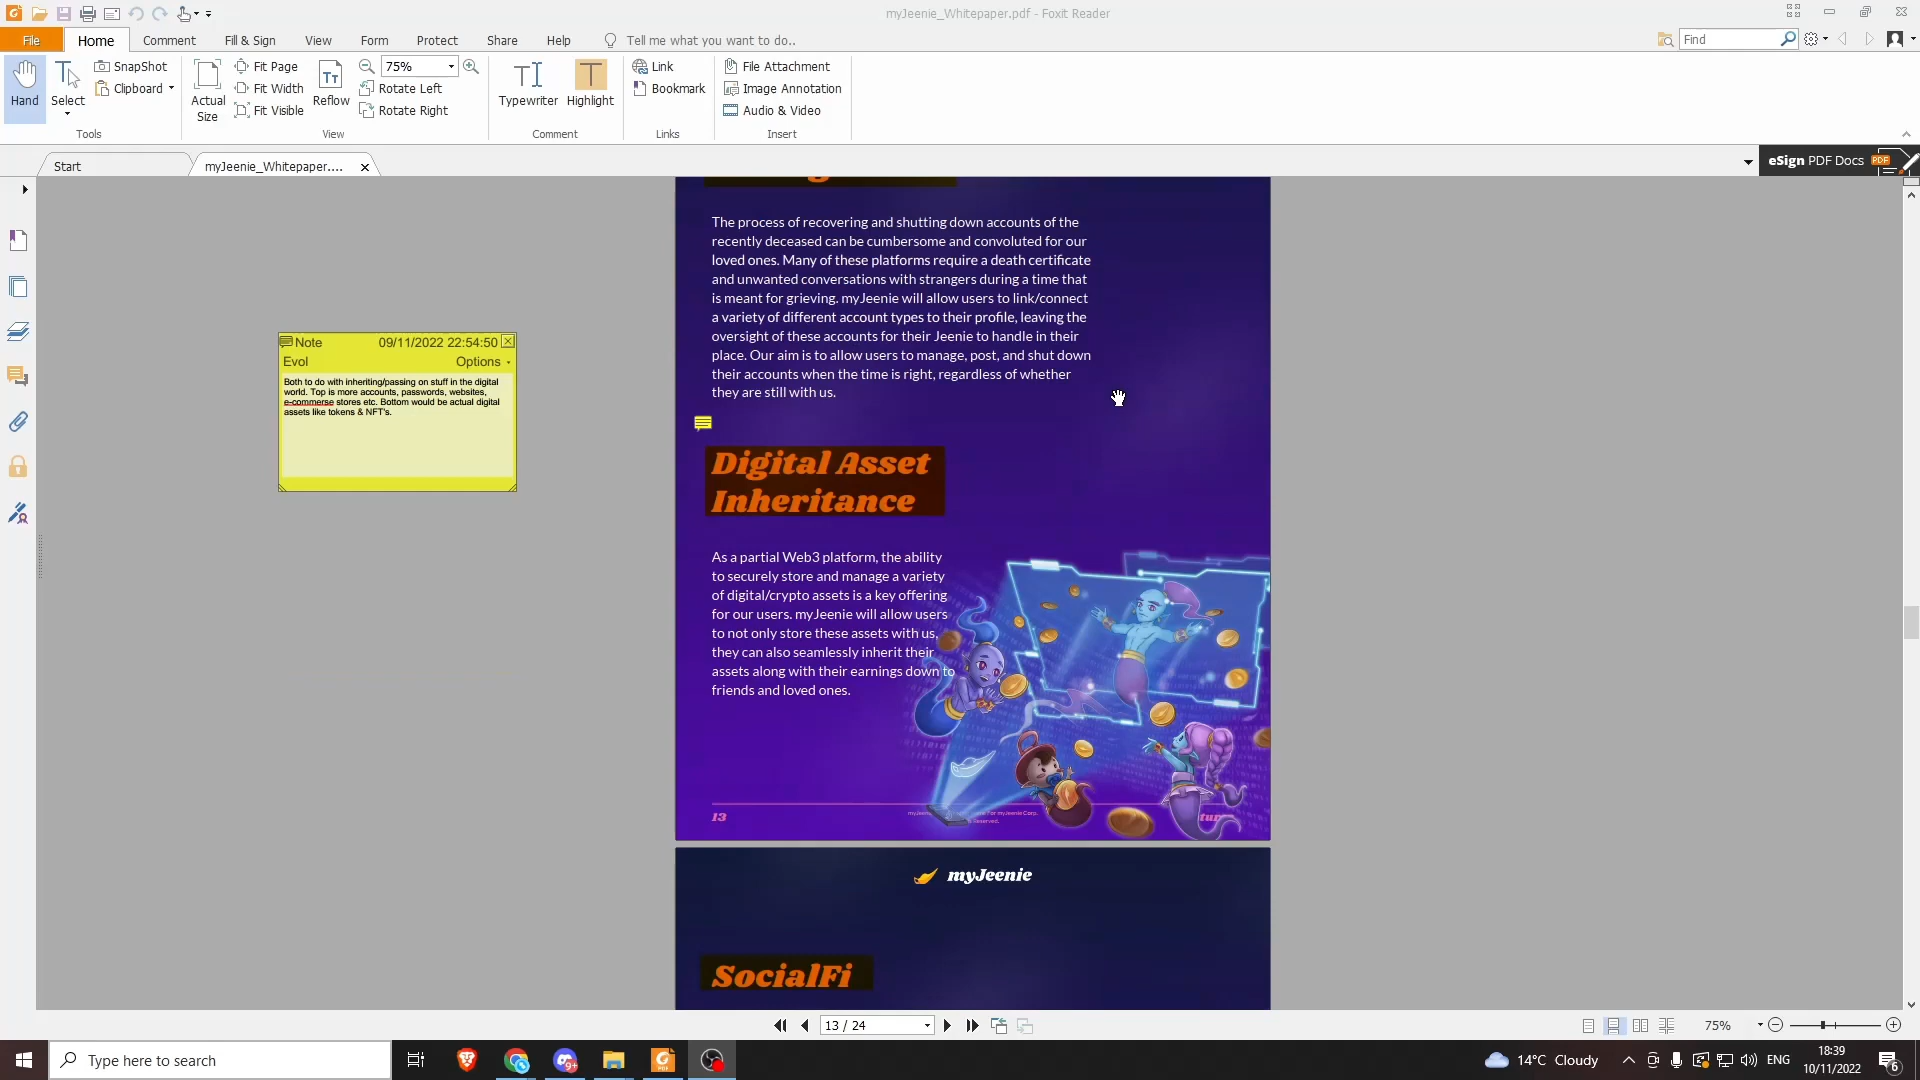 myJeenie_Whitepaper.pdf - Foxit Reader
File
Home
Comment
Fill & Sign
View
Form
Protect
Share
Help
Tell me what you want to do..
Find
Hand
Select
SnapShot
Clipboard
Tools
Actual
Size
Fit Page
Fit Width
Fit Visible
Reflow
75%
Rotate Left
Rotate Right
View
Typewriter
Highlight
Comment
Link
Bookmark
Links
File Attachment
Image Annotation
Audio & Video
Insert
Start
myJeenie_Whitepaper....
eSign PDF Docs
PDF
The process of recovering and shutting down accounts of the
recently deceased can be cumbersome and convoluted for our
loved ones. Many of these platforms require a death certificate
and unwanted conversations with strangers during a time that
is meant for grieving. myJeenie will allow users to link/connect
a variety of different account types to their profile, leaving the
oversight of these accounts for their Jeenie to handle in their
place. Our aim is to allow users to manage, post, and shut down
their accounts when the time is right, regardless of whether
they are still with us.
Note 09/11/2022 22:54:50
Evol Options
Both to do with inheriting/passing on stuff in the digital
world. Top is more accounts, passwords, websites,
e-commerse stores etc. Bottom would be actual digital
assets like tokens & NFT's.
Digital Asset
Inheritance
As a partial Web3 platform, the ability
to securely store and manage a variety
of digital/crypto assets is a key offering
for our users. myJeenie will allow users
to not only store these assets with us,
they can also seamlessly inherit their
assets along with their earnings down to
friends and loved ones.
13
myJeenie
SocialFi
13 / 24
75%
Type here to search
9+
14°C Cloudy
ENG
18:39
10/11/2022
6